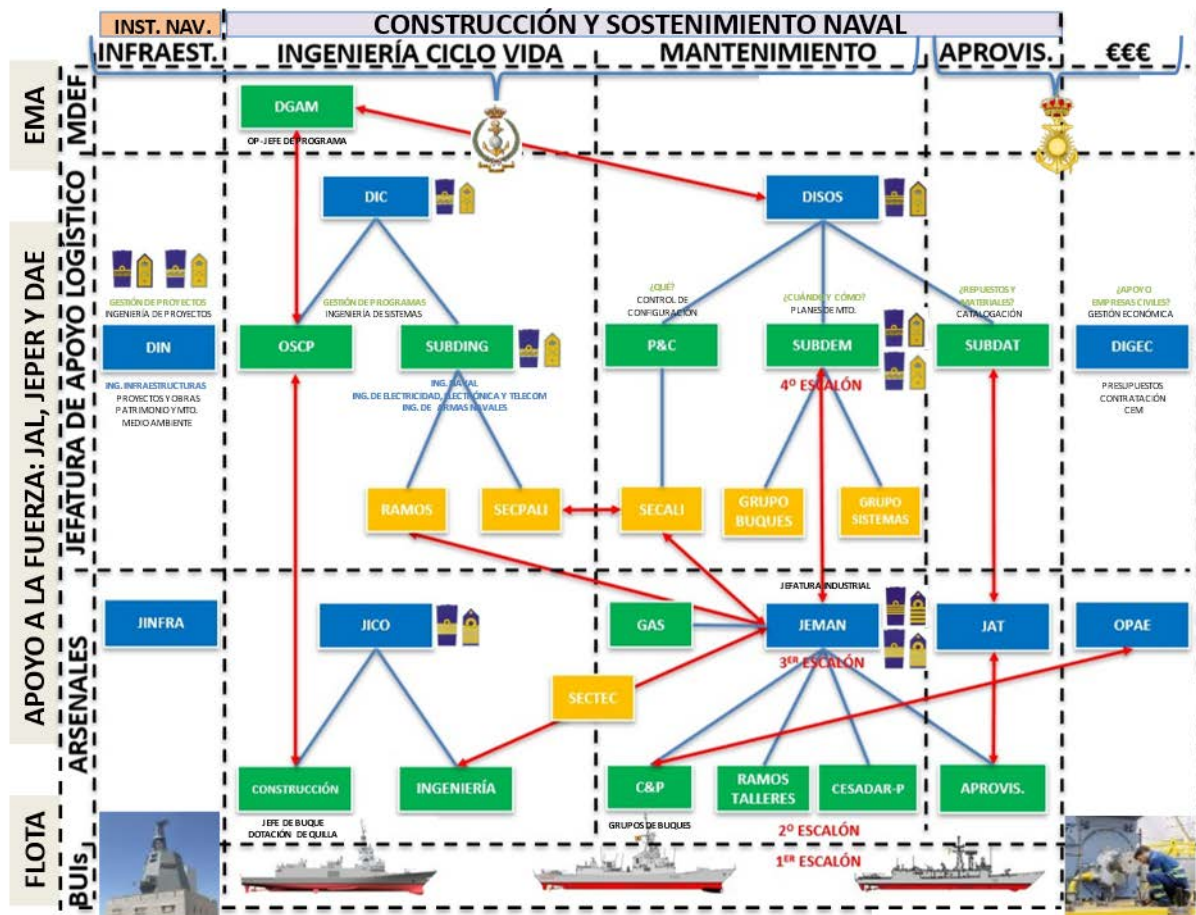 INST. NAV.
CONSTRUCCIÓN Y SOSTENIMIENTO NAVAL
INFRAEST.
INGENIERÍA CICLO VIDA
MANTENIMIENTO
APROVIS.
€€€
EMA
MDEF
DGAM
OP - JEFE DE PROGRAMA
APOYO A LA FUERZA: JAL, JEPER Y DAE
JEFATURA DE APOYO LOGÍSTICO
DIC
DISOS
GESTIÓN DE PROYECTOS
INGENIERÍA DE PROYECTOS
DIN
ING. INFRAESTRUCTURAS
PROYECTOS Y OBRAS
PATRIMONIO Y MTO.
MEDIO AMBIENTE
GESTIÓN DE PROGRAMAS
INGENIERÍA DE SISTEMAS
OSCP
SUBDING
ING. NAVAL
ING. DE ELECTRICIDAD, ELECTRÓNICA Y TELECOM
ING. DE ARMAS NAVALES
¿QUÉ?
CONTROL DE
CONFIGURACIÓN
P&C
¿CUÁNDO Y CÓMO?
PLANES DE MTO.
SUBDEM
4º ESCALÓN
¿REPUESTOS Y
MATERIALES?
CATALOGACIÓN
SUBDAT
¿APOYO
EMPRESAS CIVILES?
GESTIÓN ECONÓMICA
DIGEC
PRESUPUESTOS
CONTRATACIÓN
CEM
RAMOS
SECPALI
SECALI
GRUPO
BUQUES
GRUPO
SISTEMAS
ARSENALES
JEFATURA INDUSTRIAL
JINFRA
JICO
GAS
JEMAN
JAT
OPAE
3ER ESCALÓN
SECTEC
CONSTRUCCIÓN
INGENIERÍA
C&P
RAMOS
TALLERES
CESADAR-P
APROVIS.
JEFE DE BUQUE
DOTACIÓN DE QUILLA
GRUPOS DE BUQUES
2º ESCALÓN
FLOTA
BUIs
1ER ESCALÓN